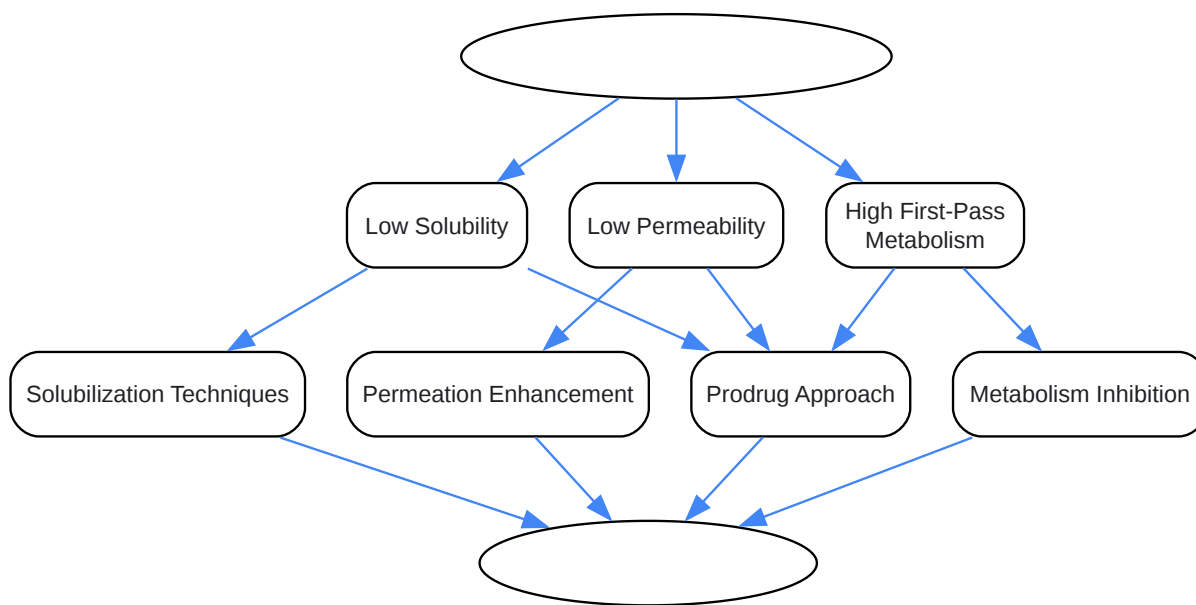 Low Solubility
Low Permeability
High First-Pass
Metabolism
Solubilization Techniques
Permeation Enhancement
Prodrug Approach
Metabolism Inhibition